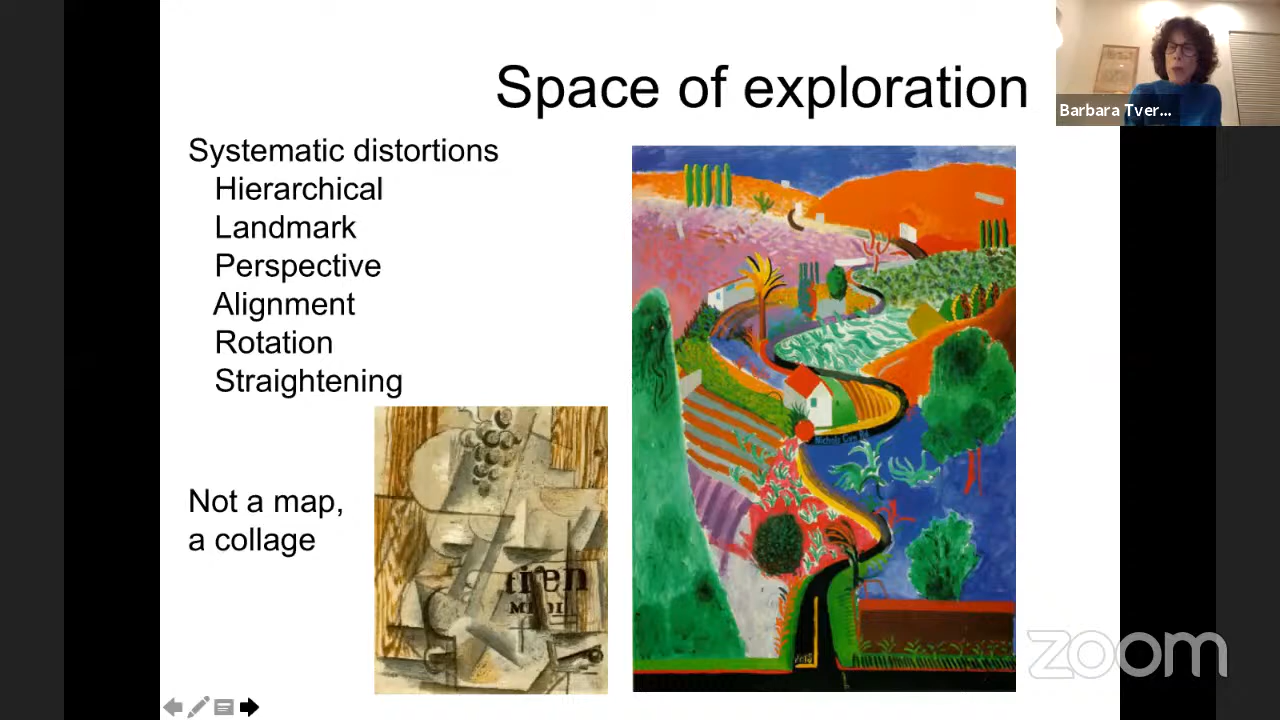 Space of exploration
Barbara Tver...
Systematic distortions
Hierarchical
Landmark
Perspective
Alignment
Rotation
Straightening
Not a map,
a collage
zoom